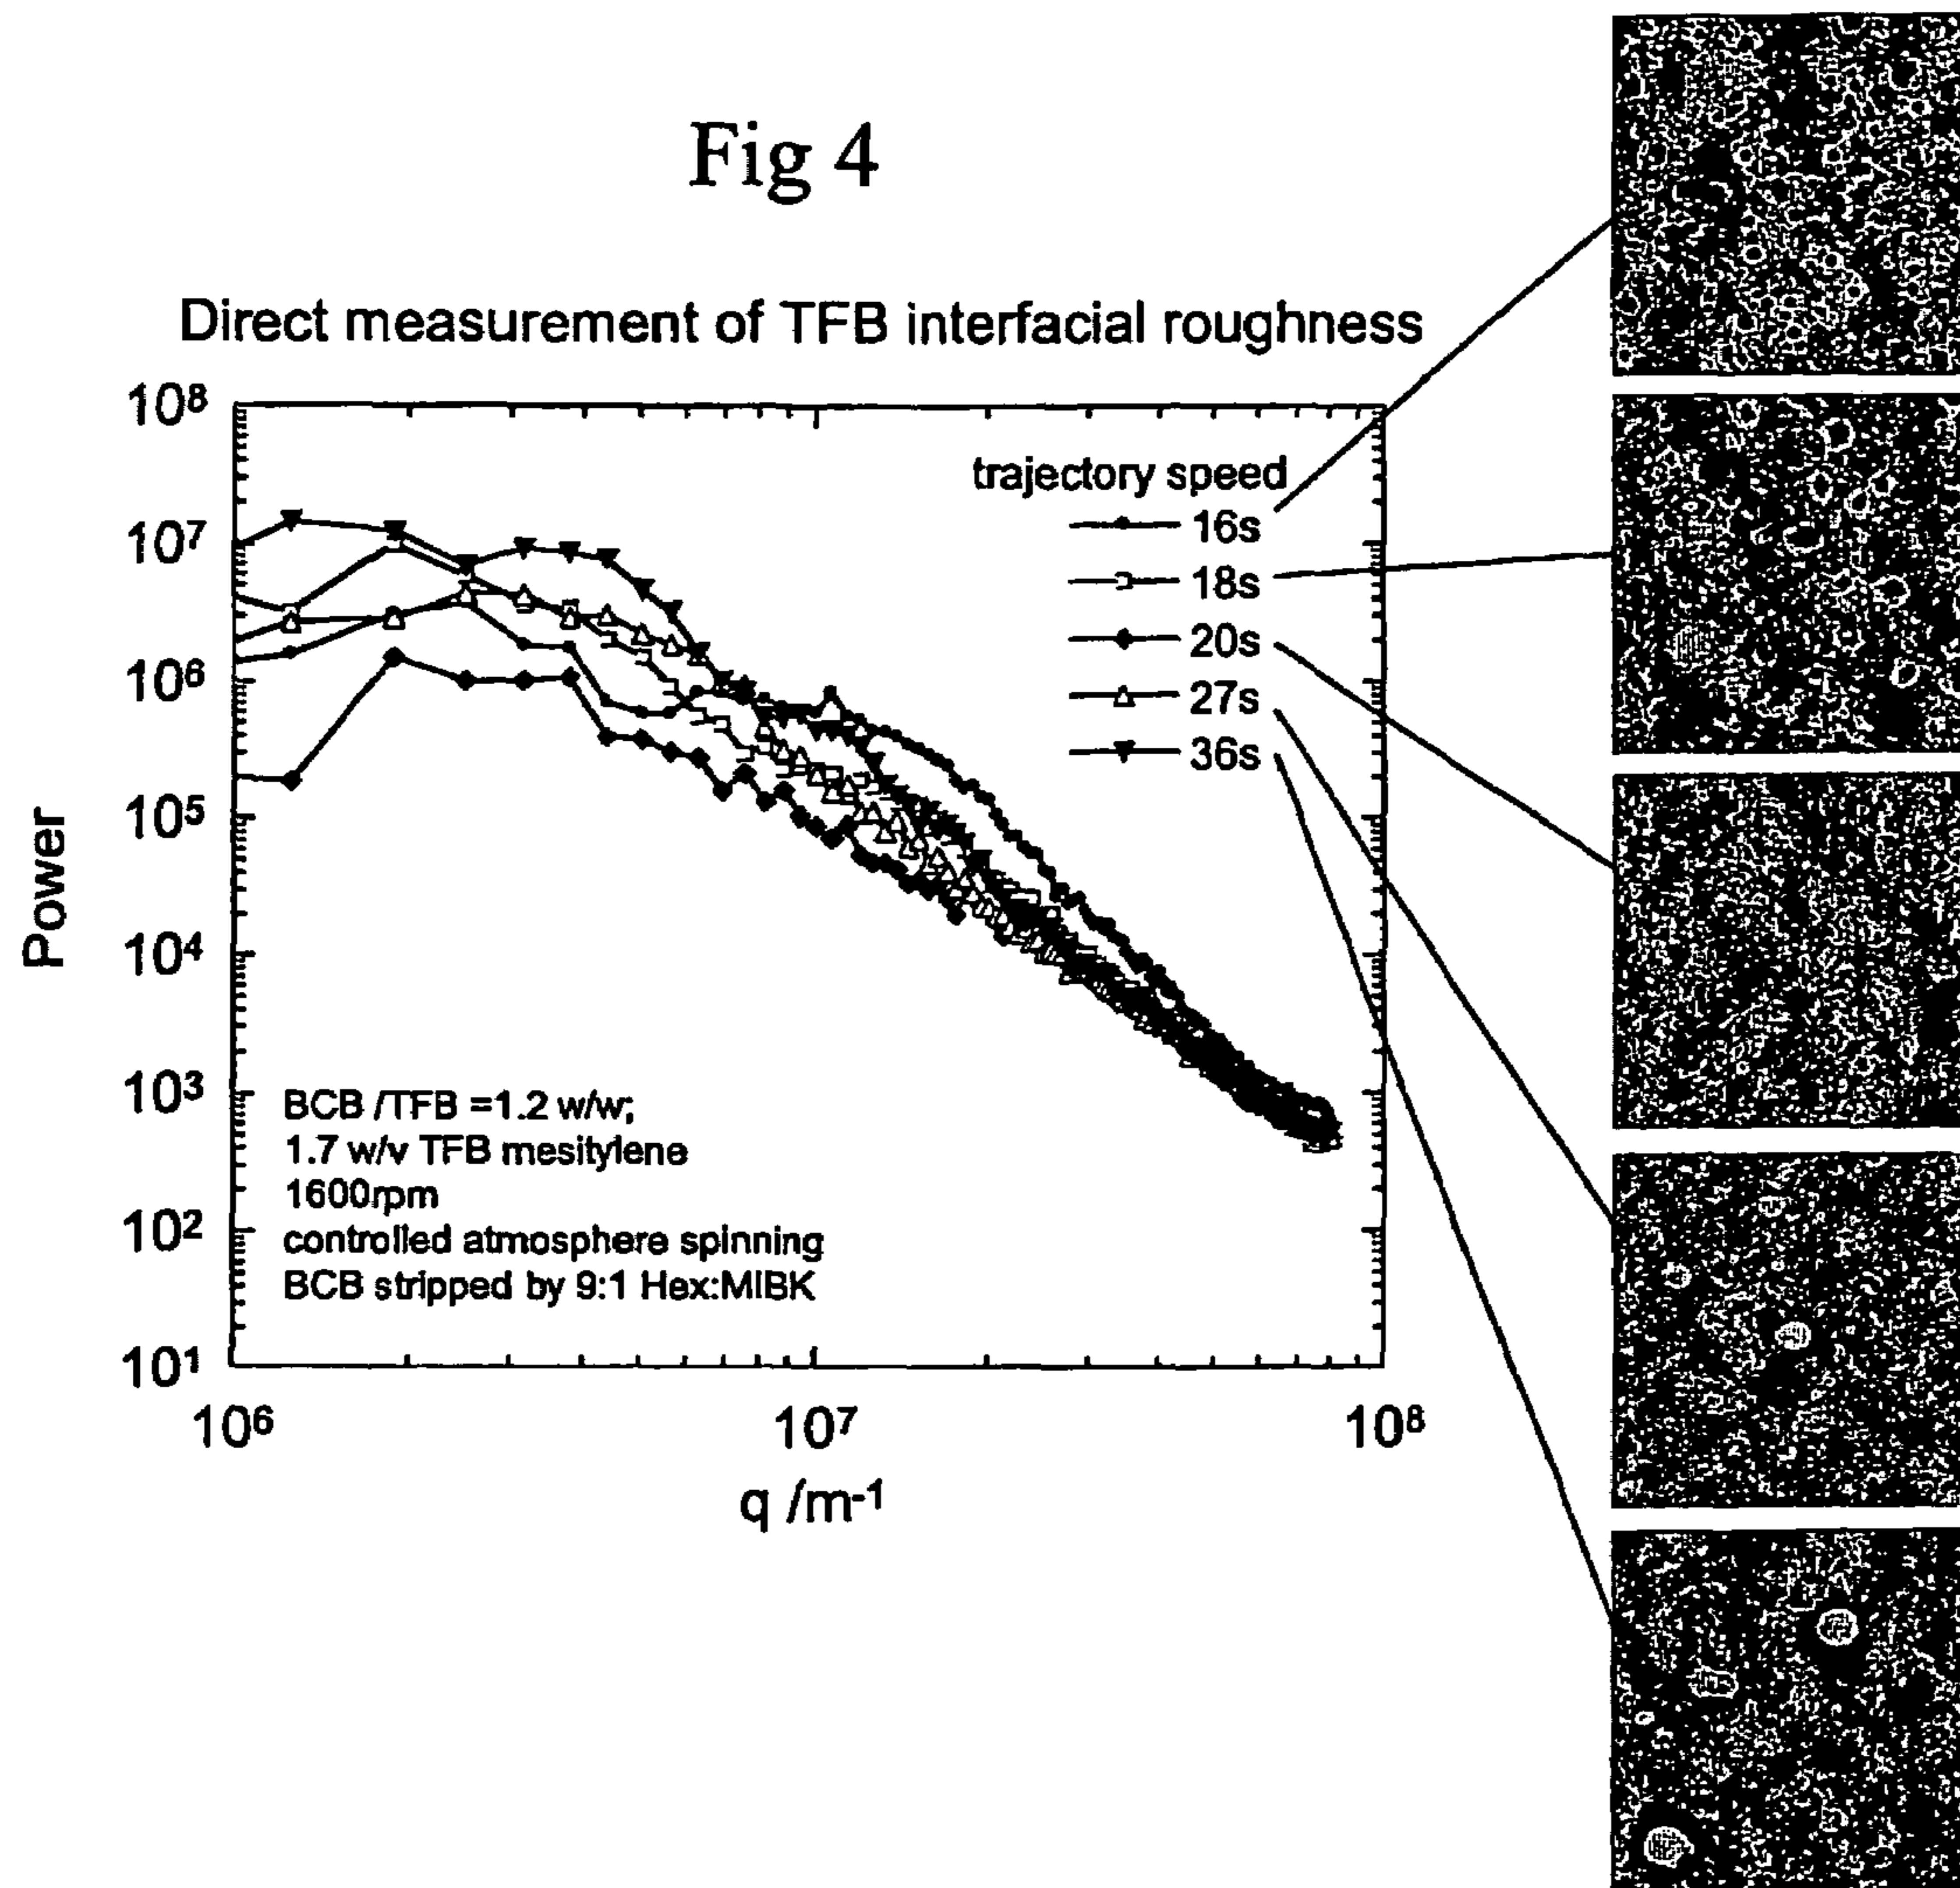 Fig 4
Direct measurement of TFB interfacial roughness
10⁸
10⁷
10⁶
10⁵
10⁴
10³
10²
10¹
Power
trajectory speed
16s
18s
20s
27s
36s
BCB /TFB =1.2 w/w;
1.7 w/v TFB mesitylene
1600rpm
controlled atmosphere spinning
BCB stripped by 9:1 Hex:MIBK
10⁶
10⁷
10⁸
q /m⁻¹